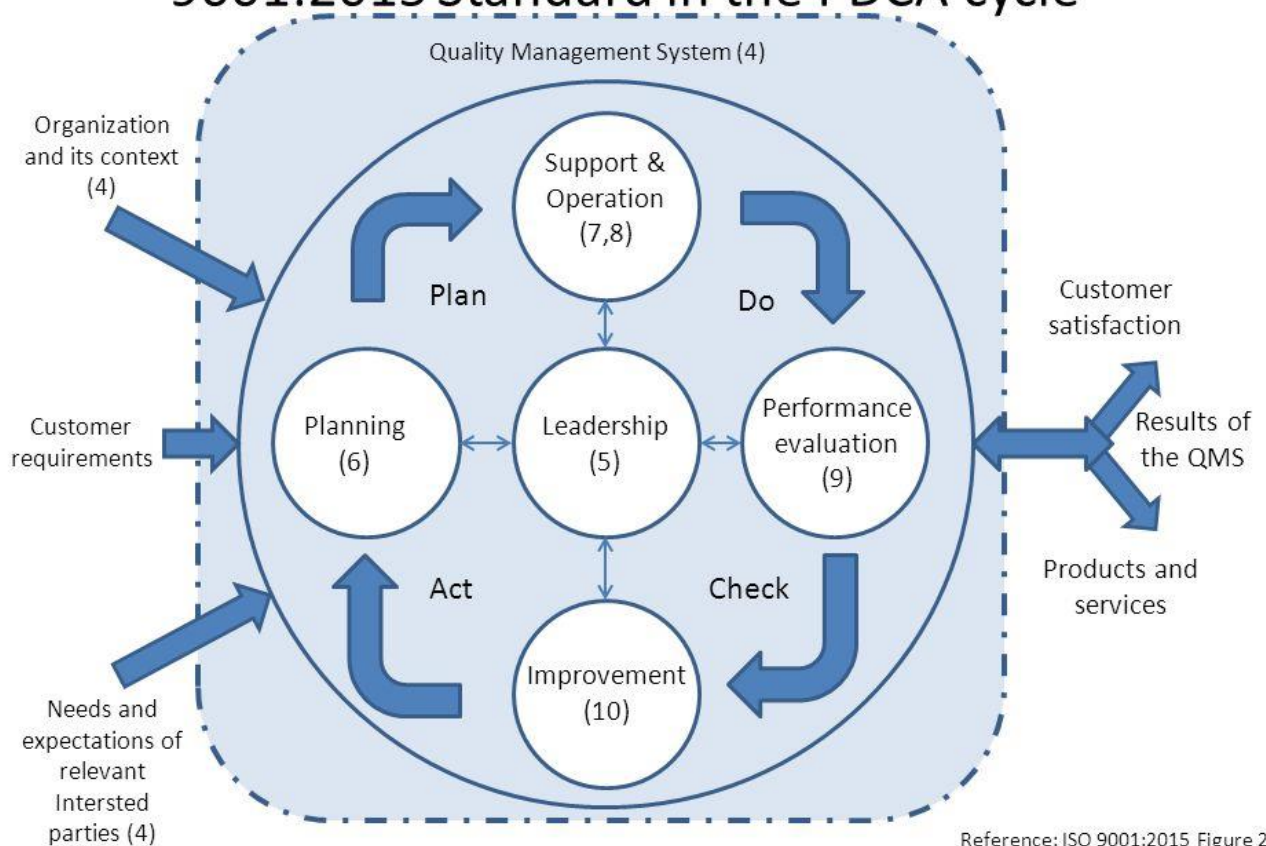 9001:2015 Standard in the PDCA cycle
Quality Management System (4)
Organization
and its context
(4)
Support &
Operation
(7,8)
Plan
Do
Customer
satisfaction
Customer
requirements
Planning
(6)
Leadership
(5)
Performance
evaluation
(9)
Results of
the QMS
Act
Check
Products and
services
Improvement
(10)
Needs and
expectations of
relevant
Intersted
parties (4)
Reference: ISO 9001:2015 Figure 2